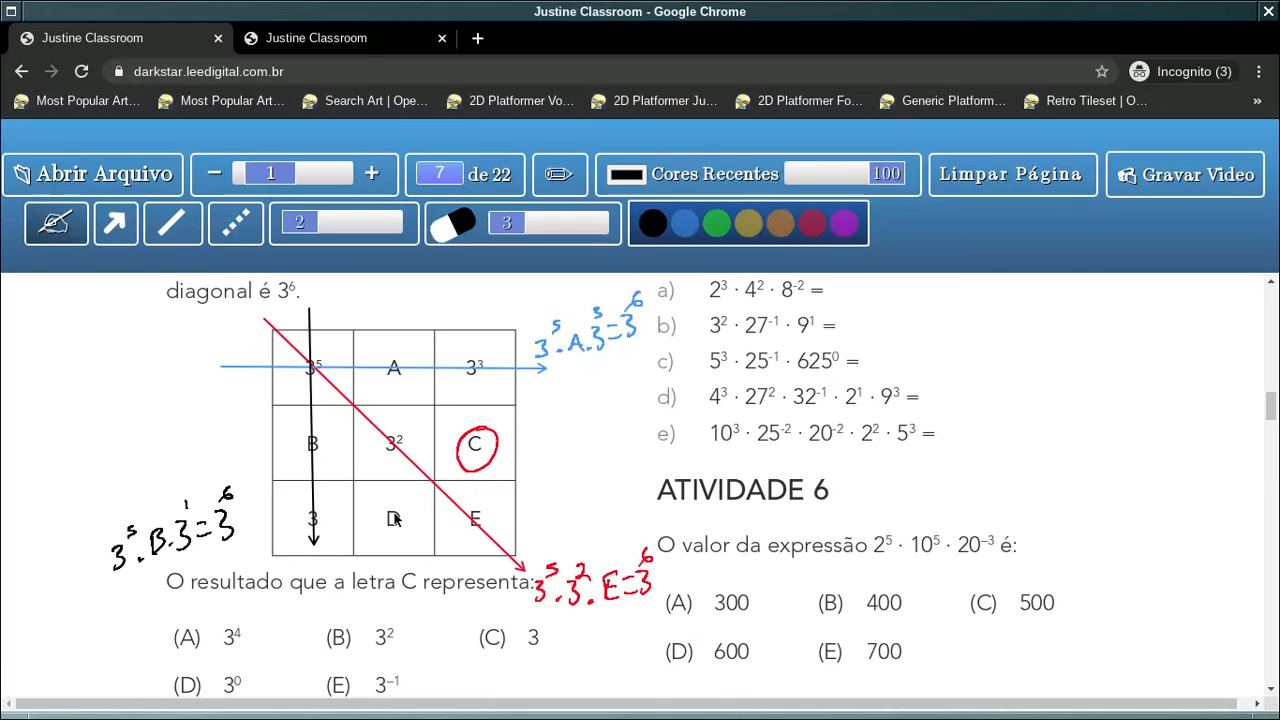 Justine Classroom - Google Chrome
Justine Classroom
Justine Classroom
darkstar.leedigital.com.br
Incognito (3)
Most Popular Art...
Most Popular Art...
Search Art | Ope...
2D Platformer Vo...
2D Platformer Ju...
2D Platformer Fo...
Generic Platform...
Retro Tileset | O...
Abrir Arquivo
− 1 +
7 de 22
Cores Recentes 100
Limpar Página
Gravar Video
2
3
diagonal é 3⁶.
3⁵ A 3³
B 3² C
3 D E
3⁵ . A . 3³ = 3⁶
3⁵ . B . 3¹ = 3⁶
3⁵ . 3² . E = 3⁶
O resultado que a letra C representa:
(A) 3⁴ (B) 3² (C) 3
(D) 3⁰ (E) 3⁻¹
a) 2³ · 4² · 8⁻² =
b) 3² · 27⁻¹ · 9¹ =
c) 5³ · 25⁻¹ · 625⁰ =
d) 4³ · 27² · 32⁻¹ · 2¹ · 9³ =
e) 10³ · 25⁻² · 20⁻² · 2² · 5³ =
ATIVIDADE 6
O valor da expressão 2⁵ · 10⁵ · 20⁻³ é:
(A) 300 (B) 400 (C) 500
(D) 600 (E) 700